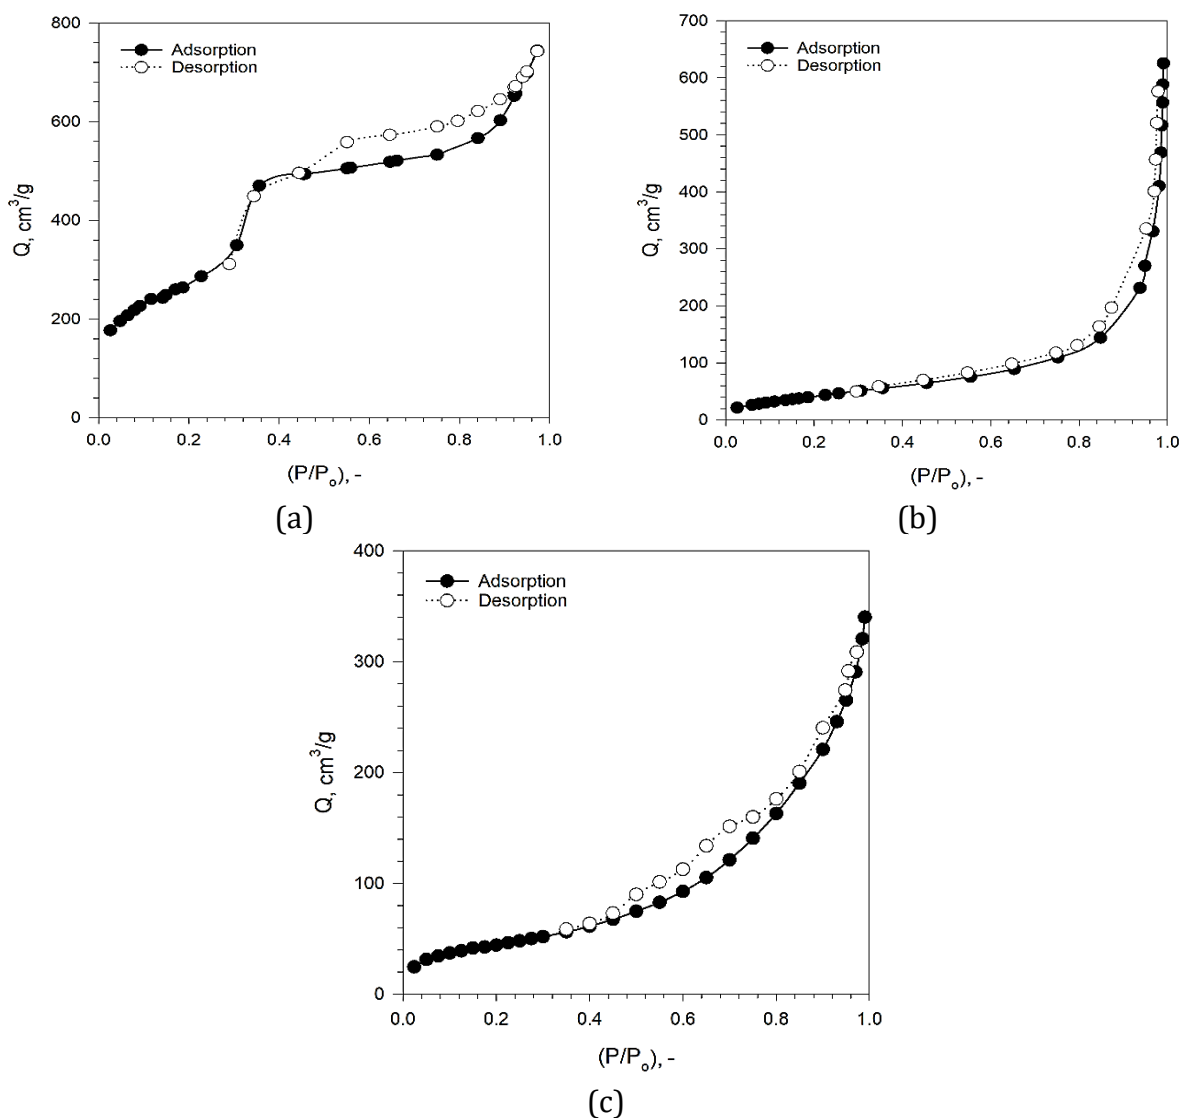 800
600
400
200
0
Q, cm³/g
Adsorption
Desorption
0.0 0.2 0.4 0.6 0.8 1.0
(P/Pₒ), -
(a)
700
600
500
400
300
200
100
0
Q, cm³/g
Adsorption
Desorption
0.0 0.2 0.4 0.6 0.8 1.0
(P/Pₒ), -
(b)
400
300
200
100
0
Q, cm³/g
Adsorption
Desorption
0.0 0.2 0.4 0.6 0.8 1.0
(P/Pₒ), -
(c)